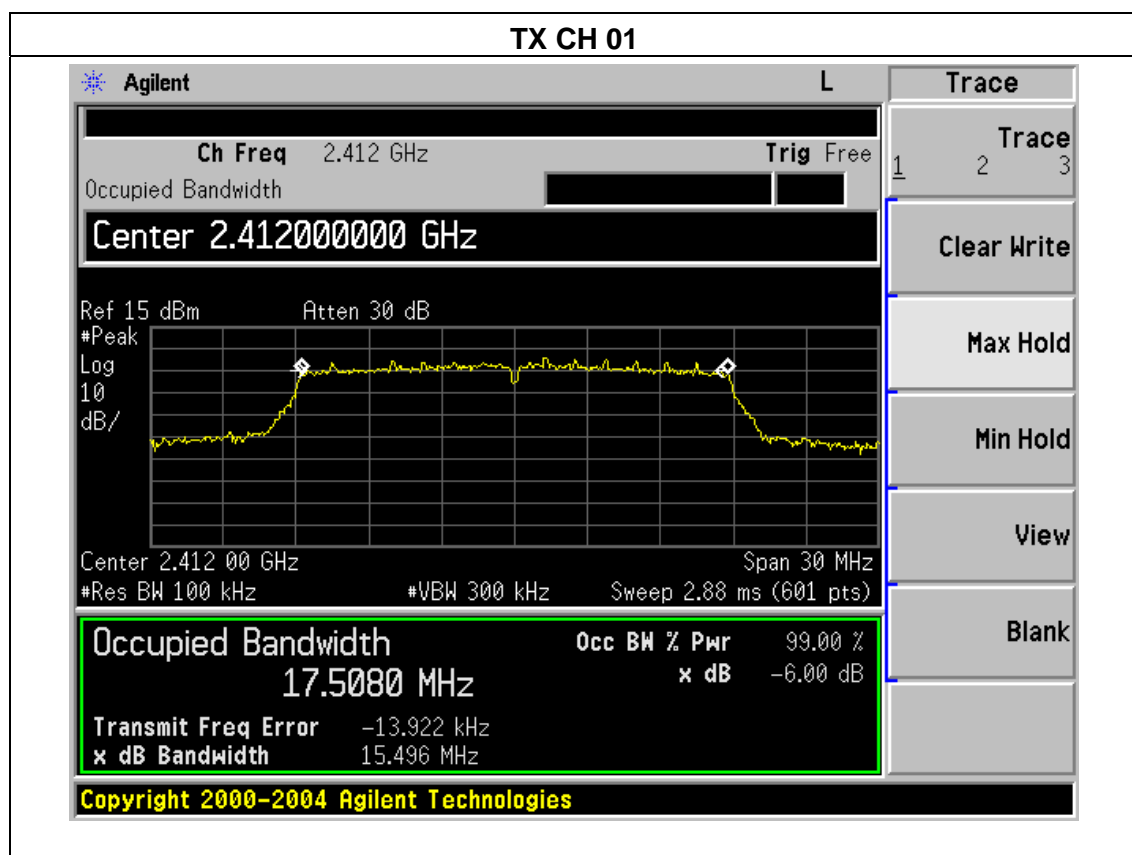 TX CH 01
Agilent L
Ch Freq 2.412 GHz Trig Free
Occupied Bandwidth
Center 2.412000000 GHz
Ref 15 dBm Atten 30 dB
#Peak
Log
10
dB/
Center 2.412 00 GHz Span 30 MHz
#Res BW 100 kHz #VBW 300 kHz Sweep 2.88 ms (601 pts)
Occupied Bandwidth
17.5080 MHz
Occ BW % Pwr 99.00 %
x dB -6.00 dB
Transmit Freq Error -13.922 kHz
x dB Bandwidth 15.496 MHz
Copyright 2000-2004 Agilent Technologies
Trace
Trace
1 2 3
Clear Write
Max Hold
Min Hold
View
Blank